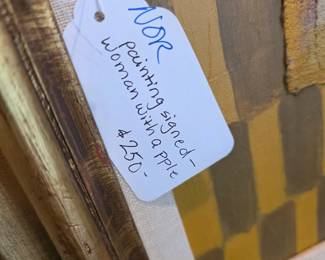 NOR
painting signed-
Woman with apple
$250-